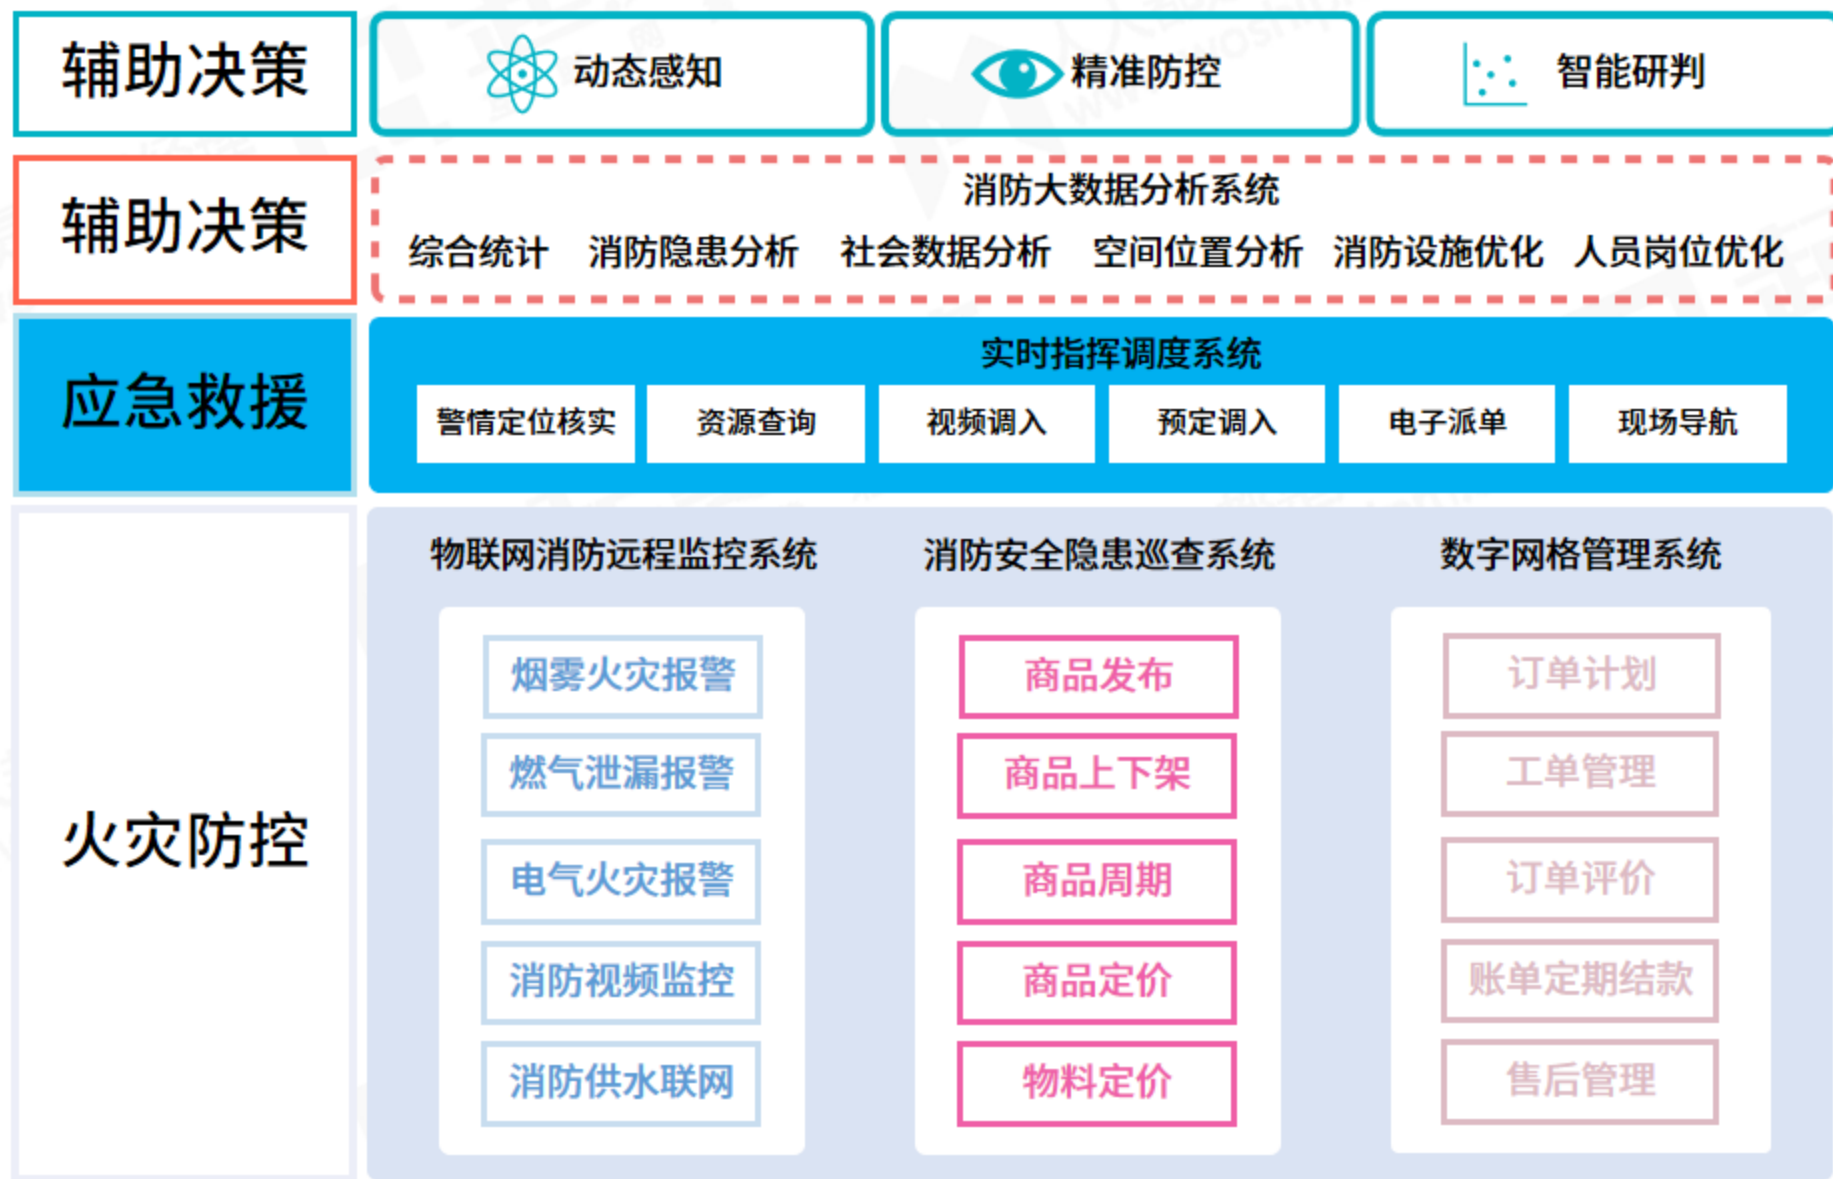 辅助决策
动态感知
精准防控
智能研判
辅助决策
消防大数据分析系统
综合统计 消防隐患分析 社会数据分析 空间位置分析 消防设施优化 人员岗位优化
应急救援
实时指挥调度系统
警情定位核实 资源查询 视频调入 预定调入 电子派单 现场导航
火灾防控
物联网消防远程监控系统
烟雾火灾报警
燃气泄漏报警
电气火灾报警
消防视频监控
消防供水联网
消防安全隐患巡查系统
商品发布
商品上下架
商品周期
商品定价
物料定价
数字网格管理系统
订单计划
工单管理
订单评价
账单定期结款
售后管理